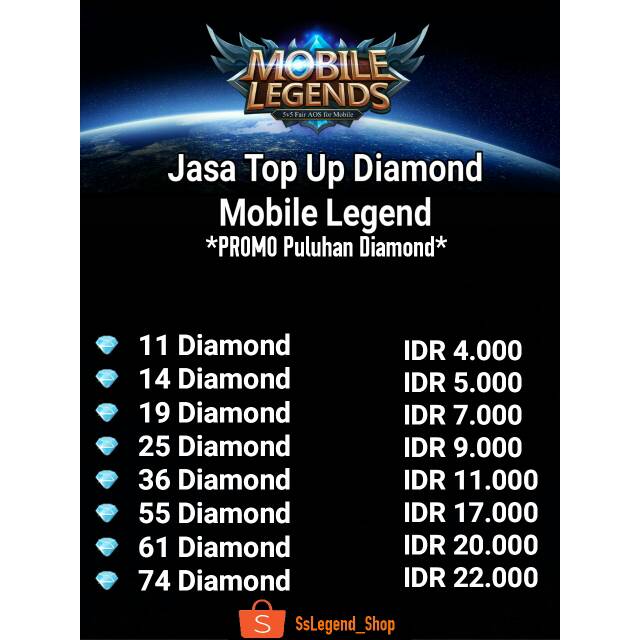 MOBILE
LEGENDS
5v5 Fair AOS for Mobile
Jasa Top Up Diamond
Mobile Legend
*PROMO Puluhan Diamond*
11 Diamond IDR 4.000
14 Diamond IDR 5.000
19 Diamond IDR 7.000
25 Diamond IDR 9.000
36 Diamond IDR 11.000
55 Diamond IDR 17.000
61 Diamond IDR 20.000
74 Diamond IDR 22.000
S SsLegend_Shop